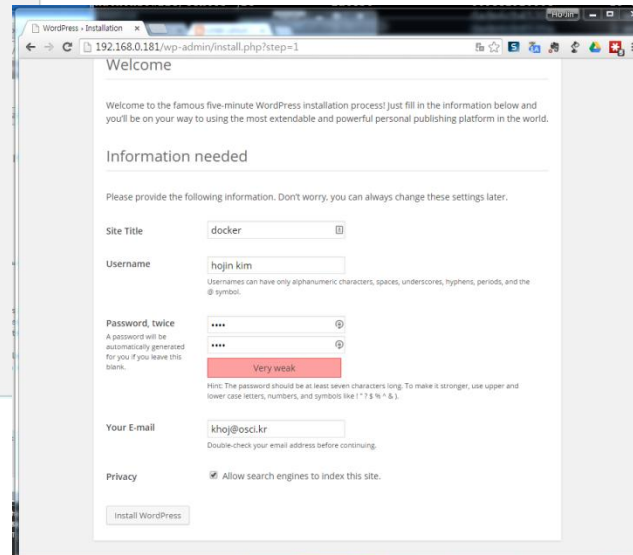 WordPress › Installation
HoJin
192.168.0.181/wp-admin/install.php?step=1
Welcome
Welcome to the famous five-minute WordPress installation process! Just fill in the information below and
you'll be on your way to using the most extendable and powerful personal publishing platform in the world.
Information needed
Please provide the following information. Don't worry, you can always change these settings later.
Site Title
docker
Username
hojin kim
Usernames can have only alphanumeric characters, spaces, underscores, hyphens, periods, and the
@ symbol.
Password, twice
••••
A password will be
automatically generated
for you if you leave this
blank.
••••
Very weak
Hint: The password should be at least seven characters long. To make it stronger, use upper and
lower case letters, numbers, and symbols like ! " ? $ % ^ & ).
Your E-mail
khoj@osci.kr
Double-check your email address before continuing.
Privacy
Allow search engines to index this site.
Install WordPress